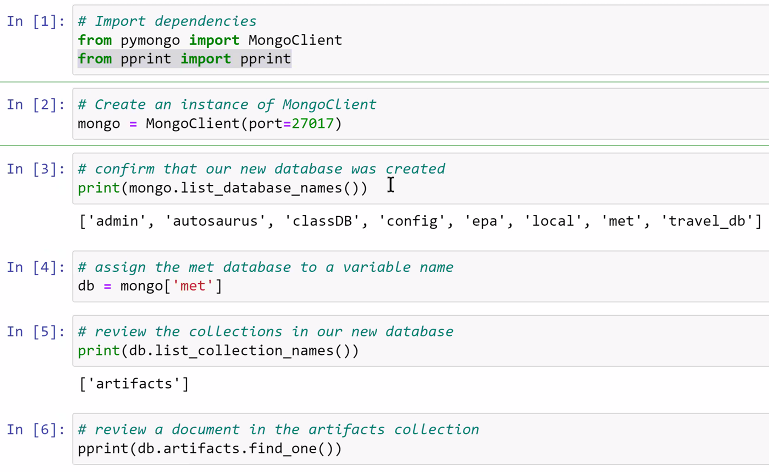 In [1]: # Import dependencies
from pymongo import MongoClient
from pprint import pprint
In [2]: # Create an instance of MongoClient
mongo = MongoClient(port=27017)
In [3]: # confirm that our new database was created
print(mongo.list_database_names())
['admin', 'autosaurus', 'classDB', 'config', 'epa', 'local', 'met', 'travel_db']
In [4]: # assign the met database to a variable name
db = mongo['met']
In [5]: # review the collections in our new database
print(db.list_collection_names())
['artifacts']
In [6]: # review a document in the artifacts collection
pprint(db.artifacts.find_one())